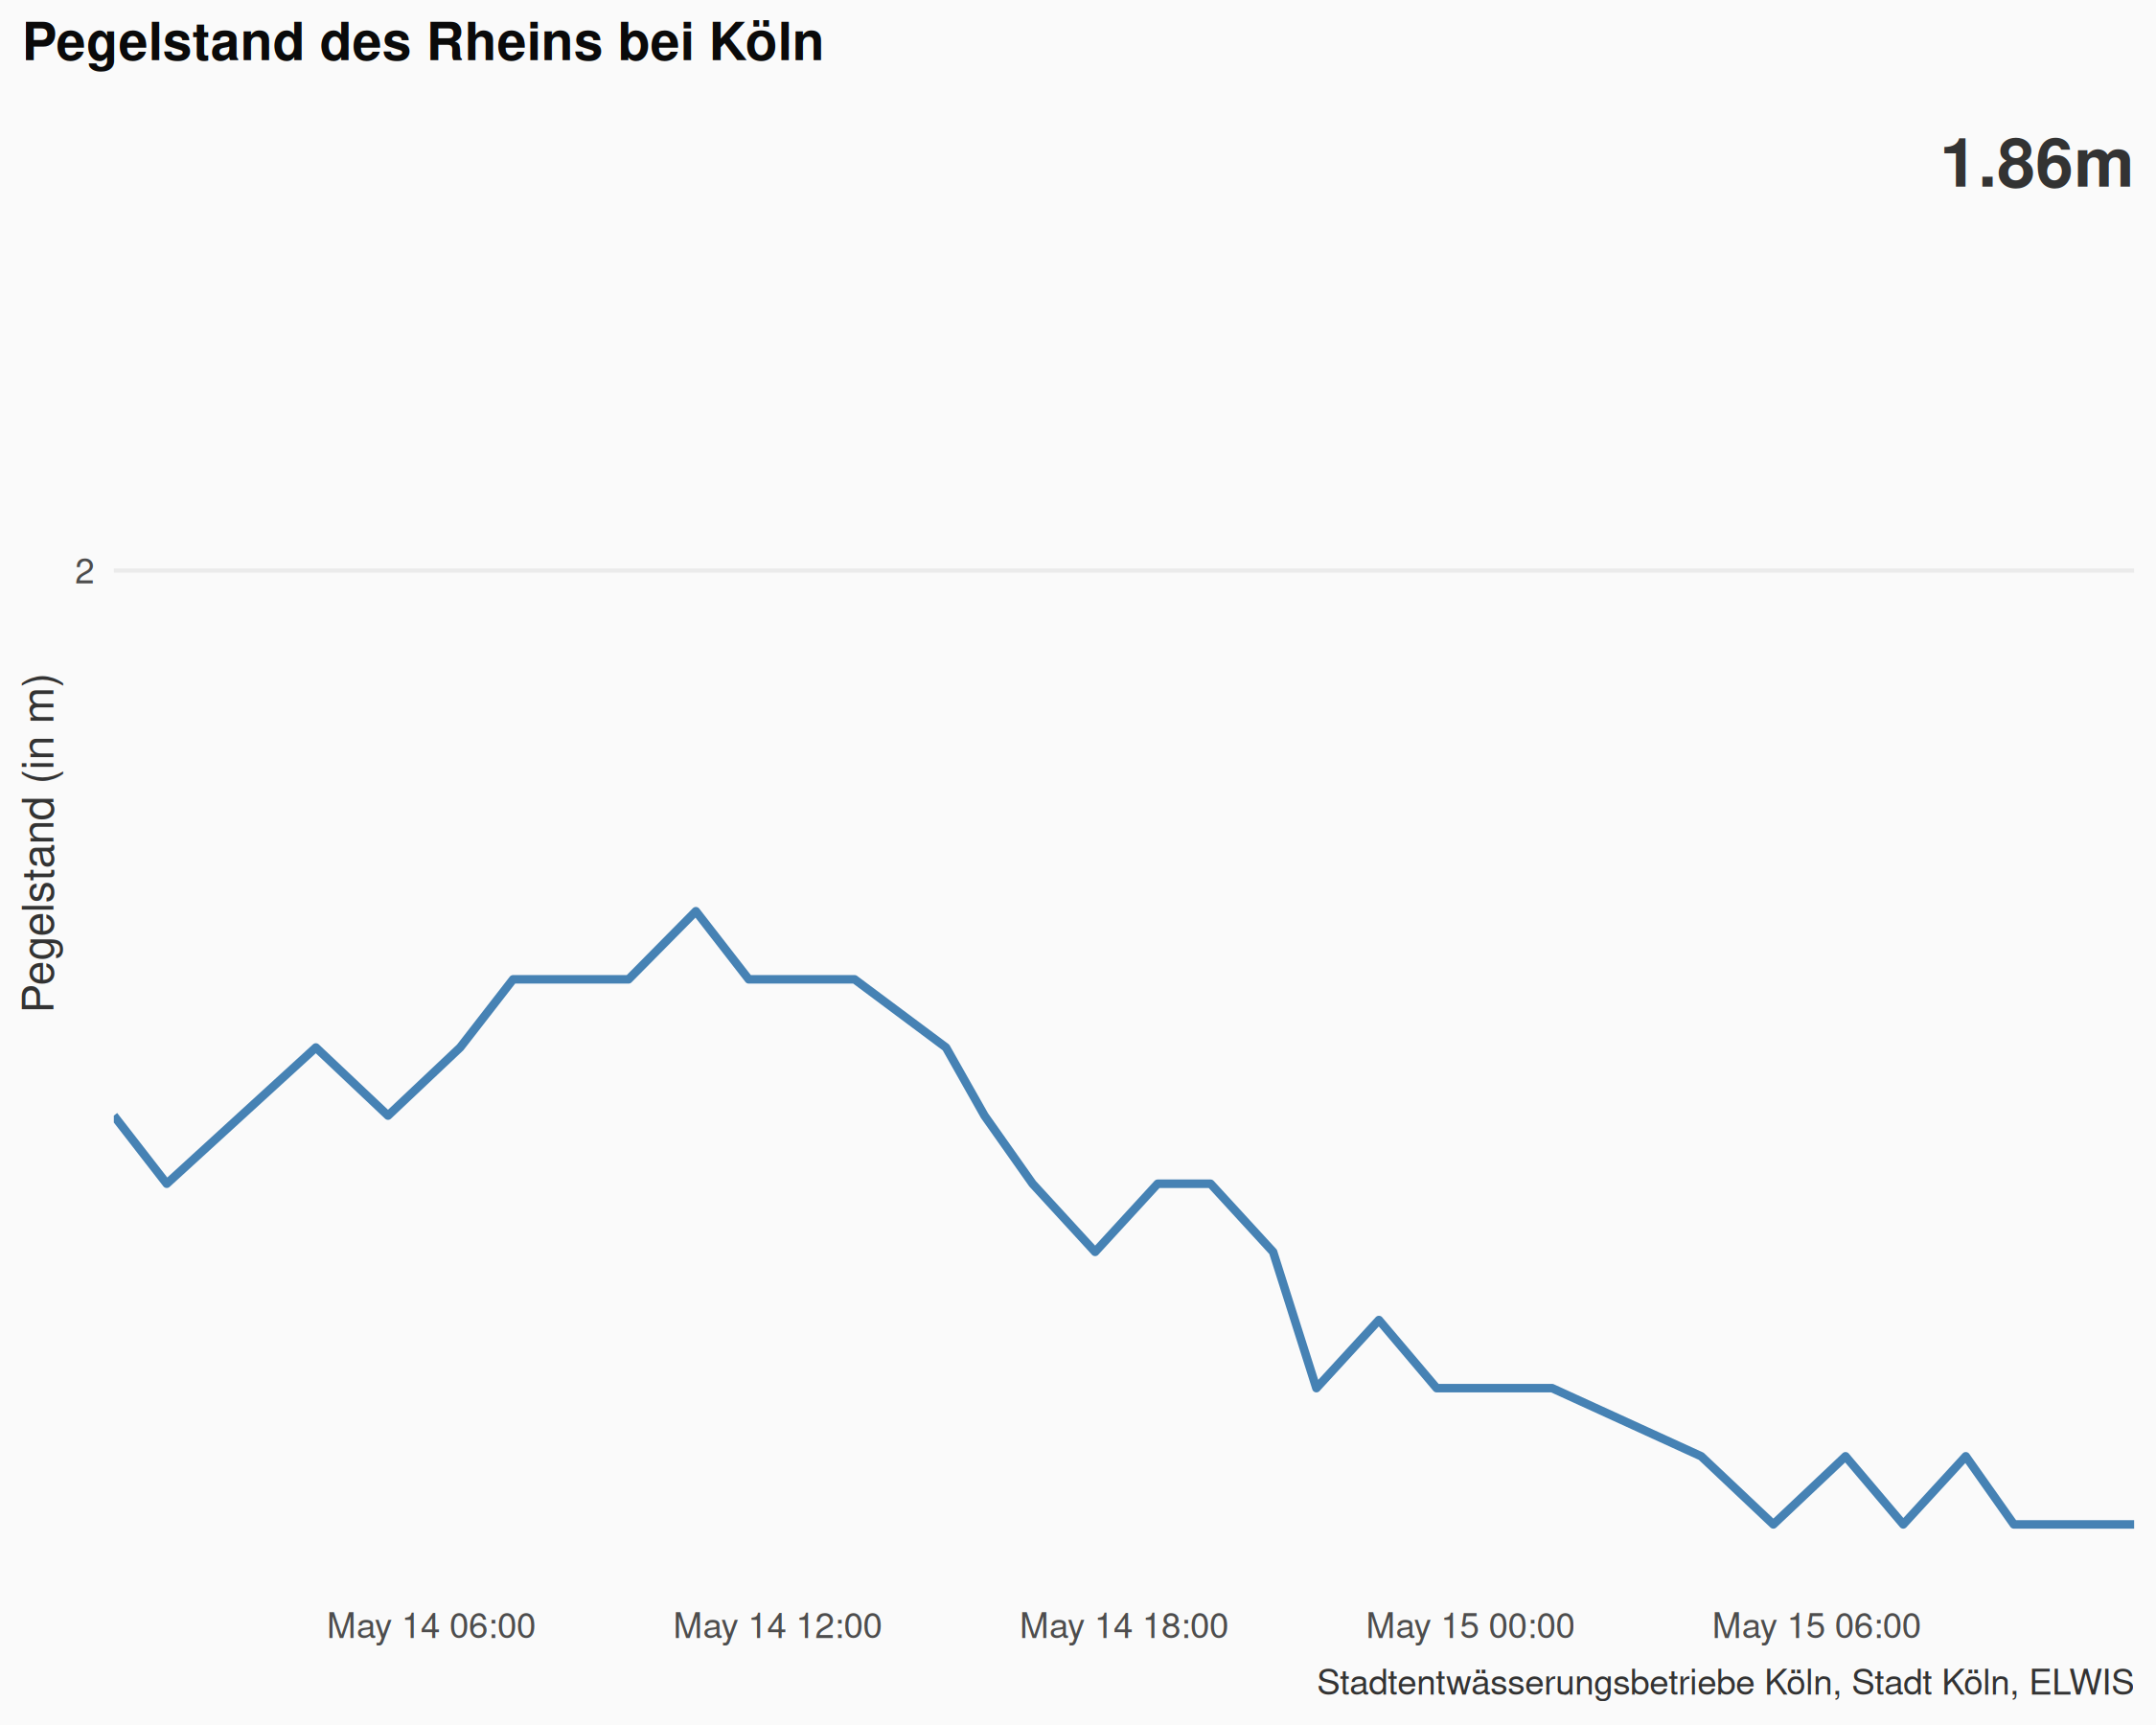 Pegelstand des Rheins bei Köln
1.86m
2
Pegelstand (in m)
May 14 06:00 May 14 12:00 May 14 18:00 May 15 00:00 May 15 06:00
Stadtentwässerungsbetriebe Köln, Stadt Köln, ELWIS